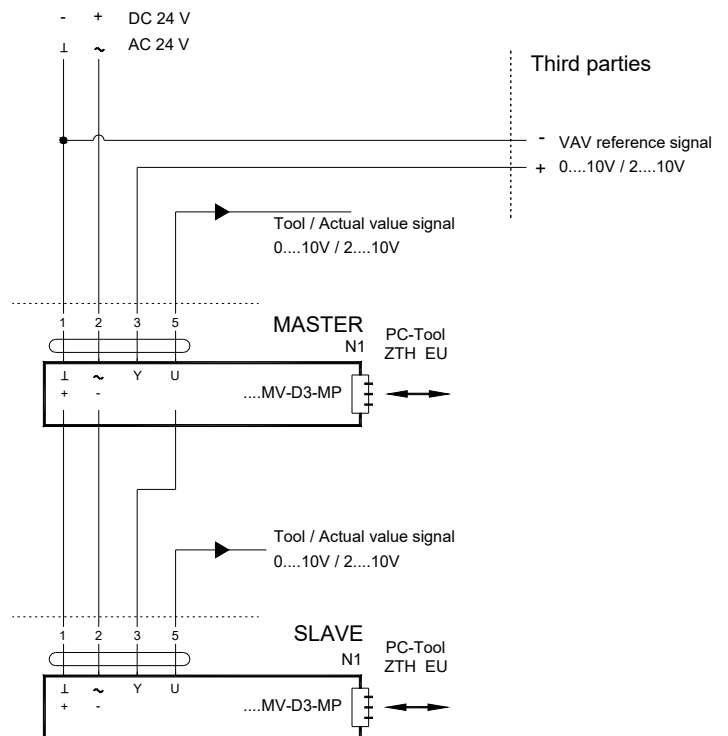 - + DC 24 V
⊥ ~ AC 24 V
Third parties
- VAV reference signal
+ 0....10V / 2....10V
Tool / Actual value signal
0....10V / 2....10V
1 2 3 5
MASTER
N1
PC-Tool
ZTH EU
⊥ ~ Y U
+ -
....MV-D3-MP
Tool / Actual value signal
0....10V / 2....10V
1 2 3 5
SLAVE
N1
PC-Tool
ZTH EU
⊥ ~ Y U
+ -
....MV-D3-MP